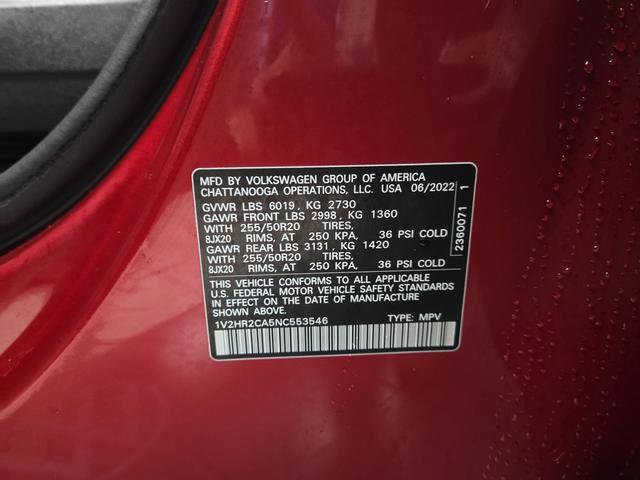 MFD BY VOLKSWAGEN GROUP OF AMERICA
CHATTANOOGA OPERATIONS, LLC. USA 06/2022
GVWR LBS 6019, KG 2730
GAWR FRONT LBS 2998, KG 1360
WITH 255/50R20 TIRES,
8JX20 RIMS, AT 250 KPA, 36 PSI COLD
GAWR REAR LBS 3131, KG 1420
WITH 255/50R20 TIRES,
8JX20 RIMS, AT 250 KPA, 36 PSI COLD
THIS VEHICLE CONFORMS TO ALL APPLICABLE
U.S. FEDERAL MOTOR VEHICLE SAFETY STANDARDS
IN EFFECT ON THE DATE OF MANUFACTURE
SHOWN ABOVE.
1V2HR2CA5NC553546 TYPE: MPV
2360071 1